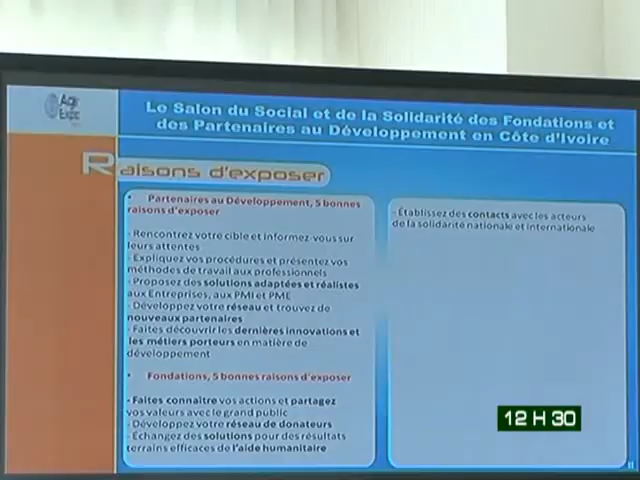 Agir
Expo
Le Salon du Social et de la Solidarité des Fondations et
des Partenaires au Développement en Côte d'Ivoire
Raisons d'exposer
• Partenaires au Développement, 5 bonnes
raisons d'exposer
- Rencontrez votre cible et informez-vous sur
leurs attentes
- Expliquez vos procédures et présentez vos
méthodes de travail aux professionnels
- Proposez des solutions adaptées et réalistes
aux Entreprises, aux PMI et PME
- Développez votre réseau et trouvez de
nouveaux partenaires
- Faites découvrir les dernières innovations et
les métiers porteurs en matière de
développement
• Fondations, 5 bonnes raisons d'exposer
- Faites connaître vos actions et partagez
vos valeurs avec le grand public
- Développez votre réseau de donateurs
- Échangez des solutions pour des résultats
terrains efficaces de l'aide humanitaire
- Établissez des contacts avec les acteurs
de la solidarité nationale et internationale
12 H 30
11